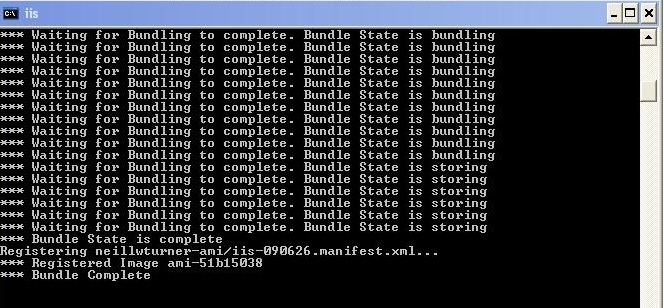 iis
*** Waiting for Bundling to complete. Bundle State is bundling
*** Waiting for Bundling to complete. Bundle State is bundling
*** Waiting for Bundling to complete. Bundle State is bundling
*** Waiting for Bundling to complete. Bundle State is bundling
*** Waiting for Bundling to complete. Bundle State is bundling
*** Waiting for Bundling to complete. Bundle State is bundling
*** Waiting for Bundling to complete. Bundle State is bundling
*** Waiting for Bundling to complete. Bundle State is bundling
*** Waiting for Bundling to complete. Bundle State is bundling
*** Waiting for Bundling to complete. Bundle State is bundling
*** Waiting for Bundling to complete. Bundle State is bundling
*** Waiting for Bundling to complete. Bundle State is storing
*** Waiting for Bundling to complete. Bundle State is storing
*** Waiting for Bundling to complete. Bundle State is storing
*** Waiting for Bundling to complete. Bundle State is storing
*** Waiting for Bundling to complete. Bundle State is storing
*** Waiting for Bundling to complete. Bundle State is storing
*** Bundle State is complete
Registering neillwturner-ami/iis-090626.manifest.xml...
*** Registered Image ami-51b15038
*** Bundle Complete